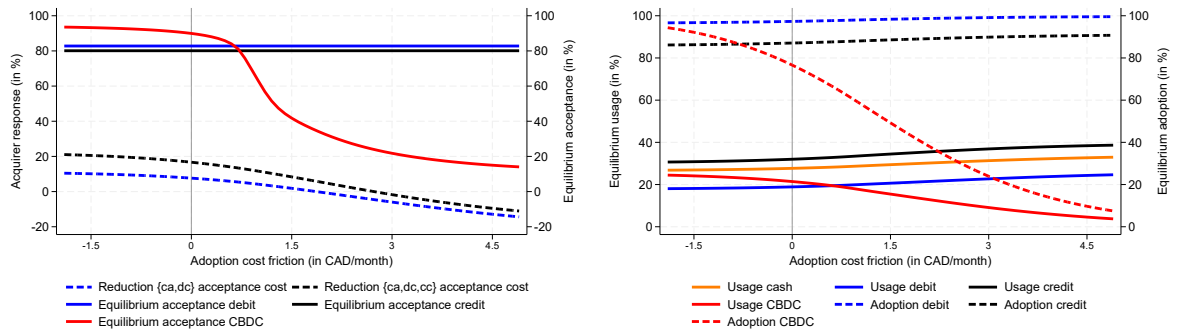 Acquirer response (in %)
100
80
60
40
20
0
-20
100
80
60
40
20
0
-20
Equilibrium acceptance (in %)
-1.5 0 1.5 3 4.5
Adoption cost friction (in CAD/month)
Reduction {ca,dc} acceptance cost Reduction {ca,dc,cc} acceptance cost
Equilibrium acceptance debit Equilibrium acceptance credit
Equilibrium acceptance CBDC
Equilibrium usage (in %)
100
80
60
40
20
0
100
80
60
40
20
0
Equilibrium adoption (in %)
-1.5 0 1.5 3 4.5
Adoption cost friction (in CAD/month)
Usage cash Usage debit Usage credit
Usage CBDC Adoption debit Adoption credit
Adoption CBDC